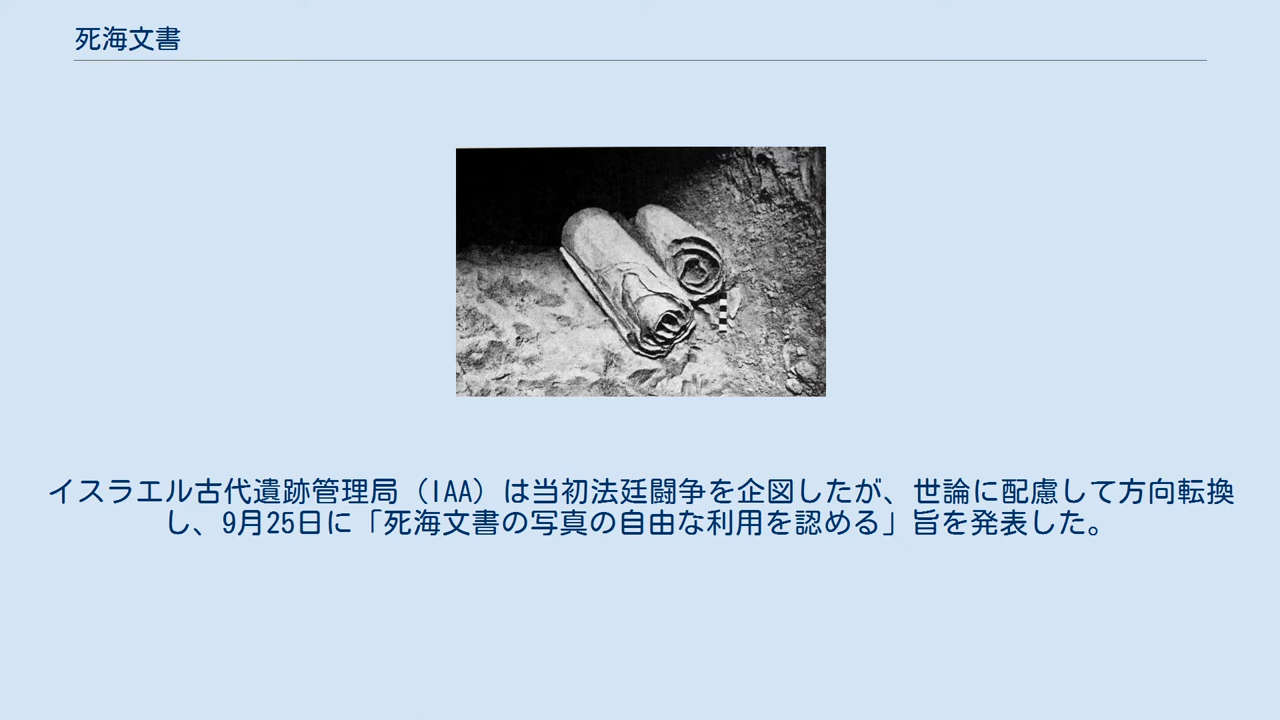 死海文書
イスラエル古代遺跡管理局（IAA）は当初法廷闘争を企図したが、世論に配慮して方向転換
し、9月25日に「死海文書の写真の自由な利用を認める」旨を発表した。